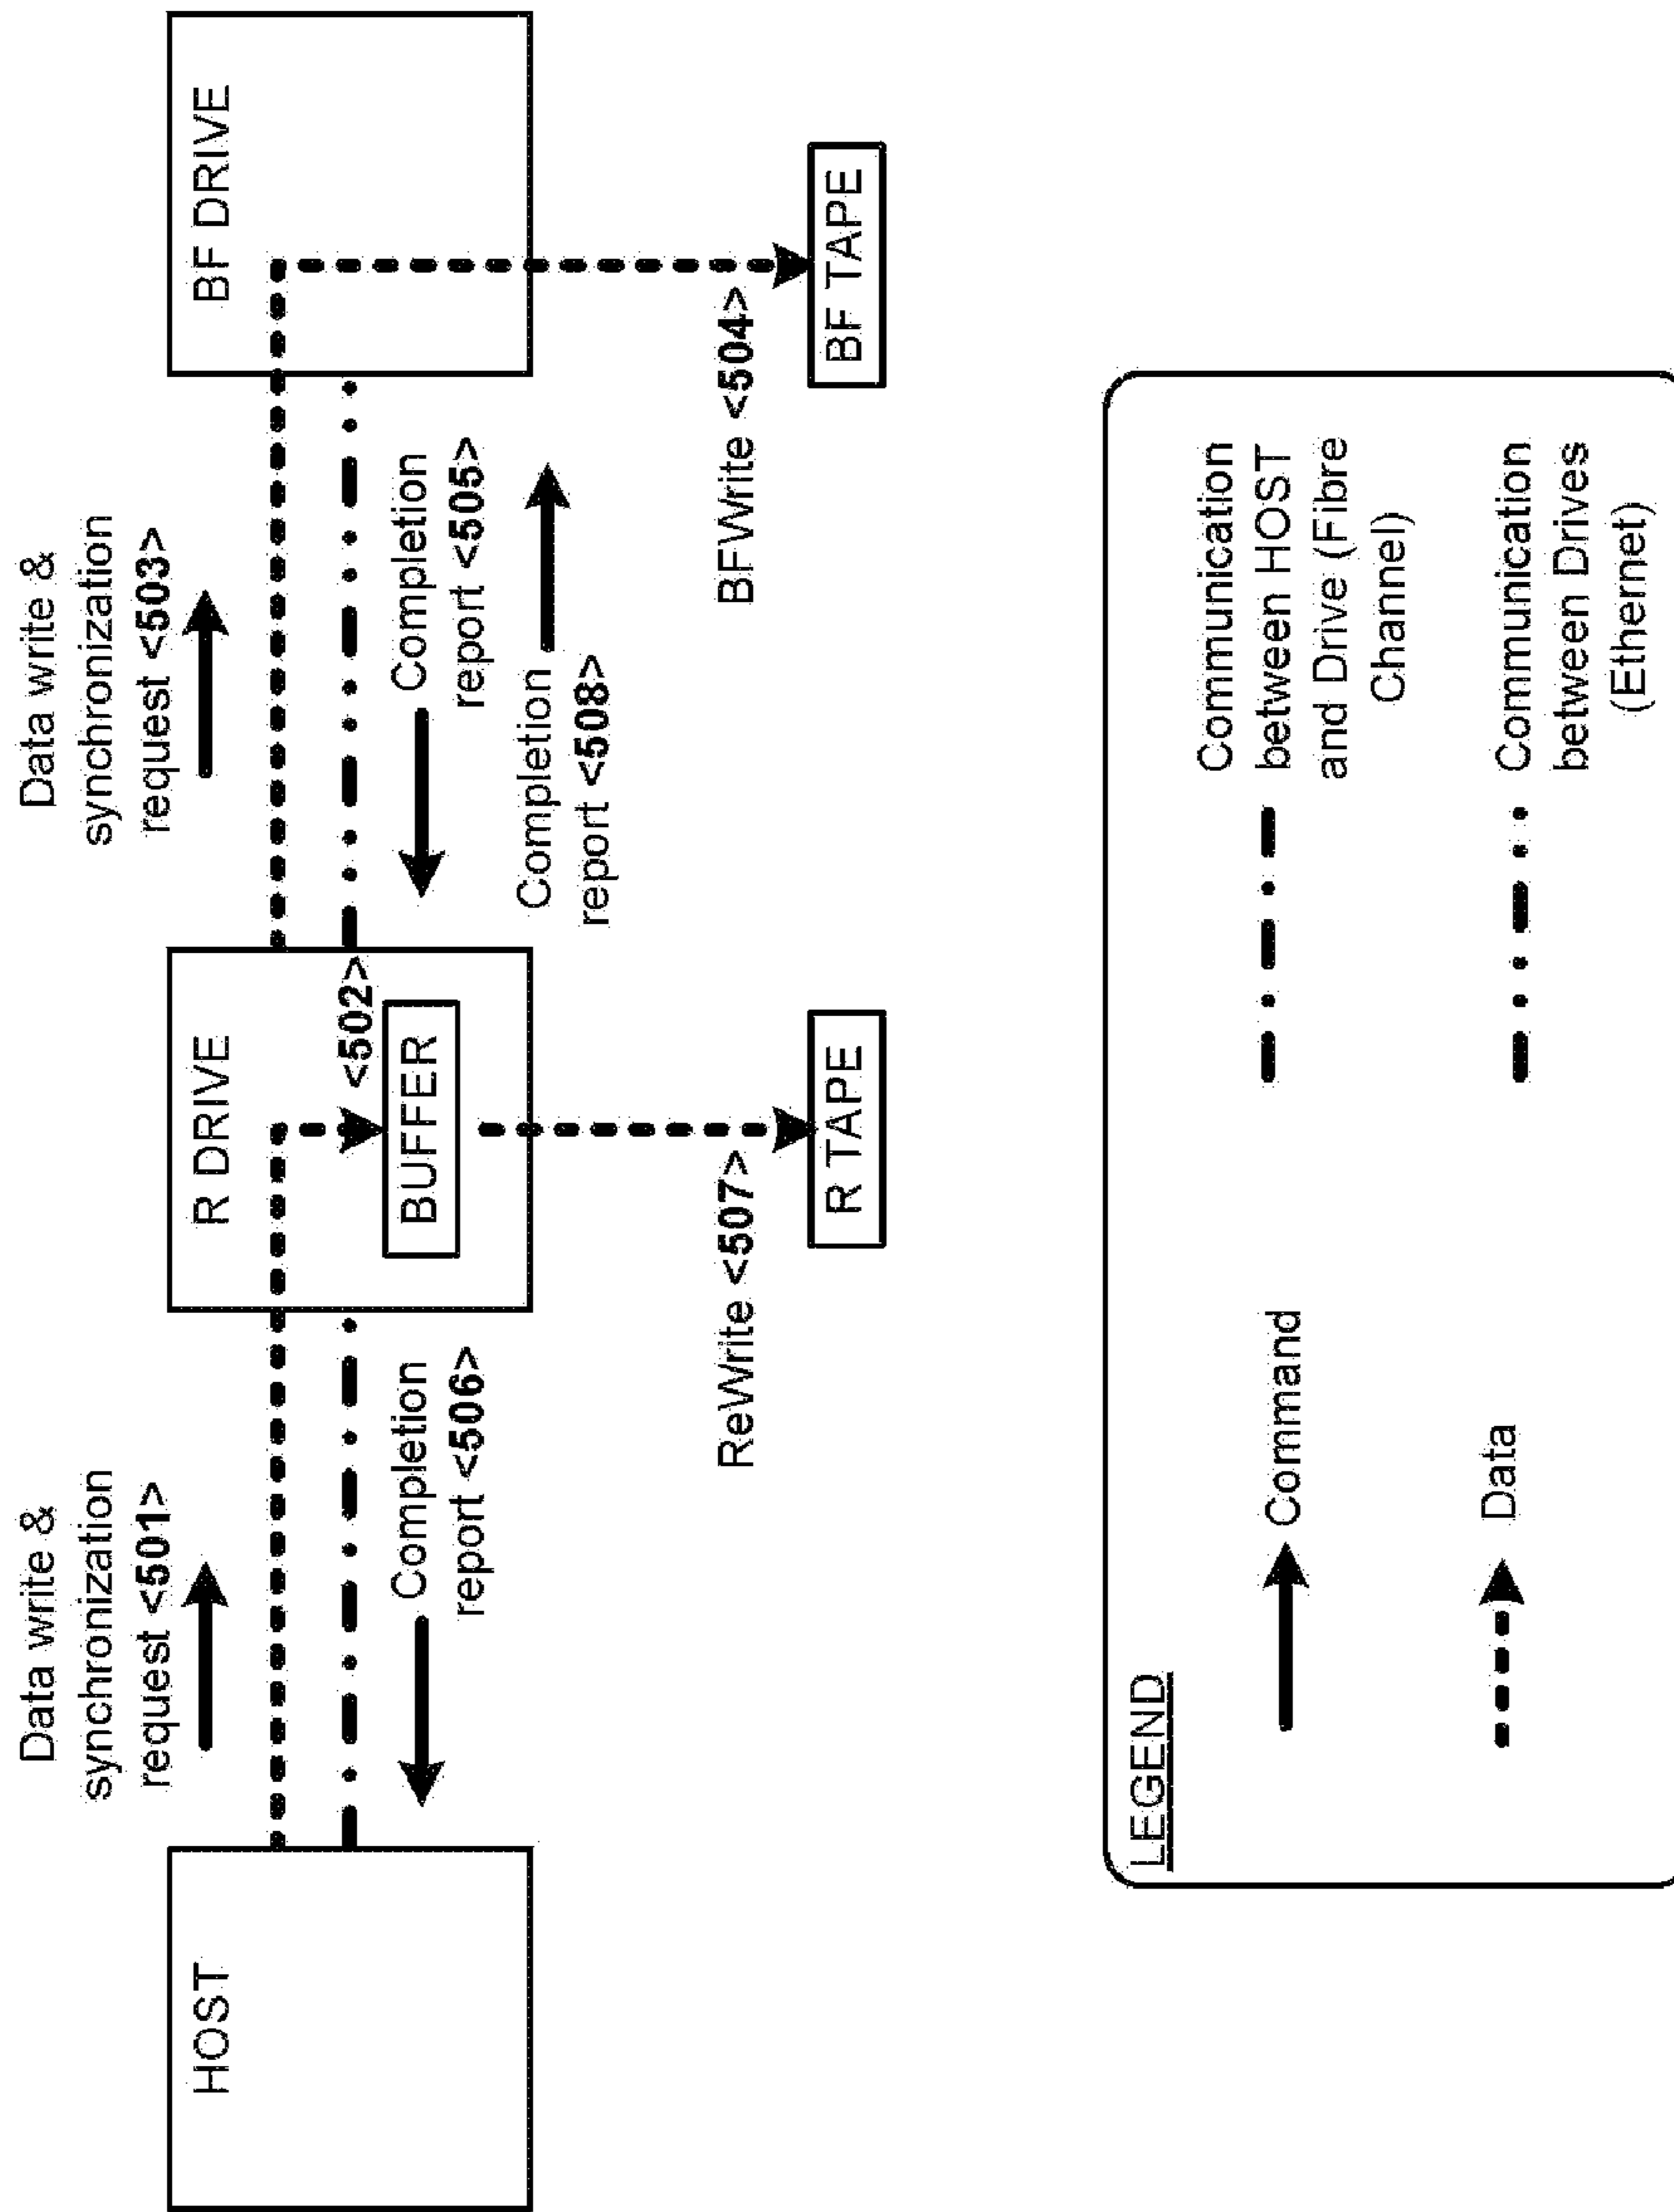 Data write &
synchronization
request <501>
Data write &
synchronization
request <503>
HOST
R DRIVE
BF DRIVE
<502>
BUFFER
Completion
report <506>
Completion
report <505>
Completion
report <508>
ReWrite <507>
BFWrite <504>
R TAPE
BF TAPE
LEGEND
Command
Communication
between HOST
and Drive (Fibre
Channel)
Data
Communication
between Drives
(Ethernet)